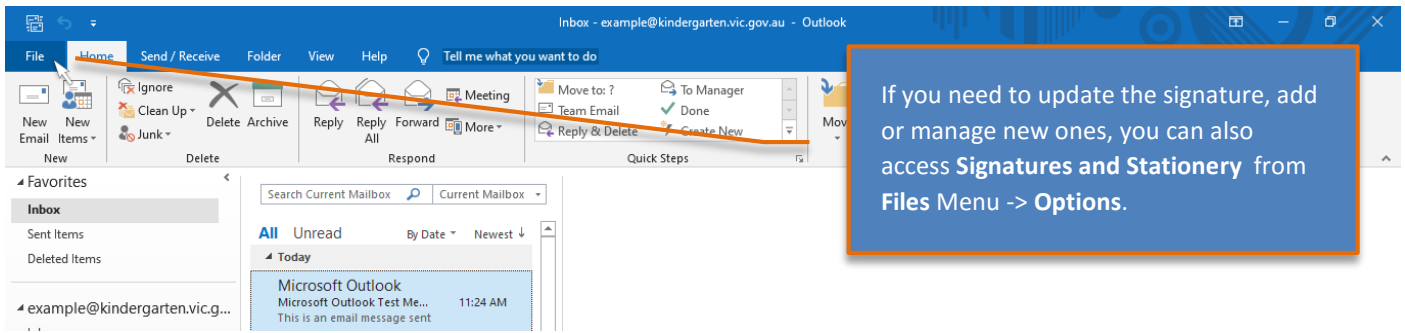 Inbox - example@kindergarten.vic.gov.au - Outlook
File Home Send / Receive Folder View Help Tell me what you want to do
New Email
New Items
Ignore
Clean Up
Junk
Delete
Archive
Reply
Reply All
Forward
Meeting
More
Move to: ?
Team Email
Reply & Delete
To Manager
Done
Create New
Mov
New Delete Respond Quick Steps
If you need to update the signature, add
or manage new ones, you can also
access Signatures and Stationery from
Files Menu -> Options.
Favorites
Inbox
Sent Items
Deleted Items
example@kindergarten.vic.g...
Search Current Mailbox Current Mailbox
All Unread By Date Newest ↓
Today
Microsoft Outlook
Microsoft Outlook Test Me... 11:24 AM
This is an email message sent